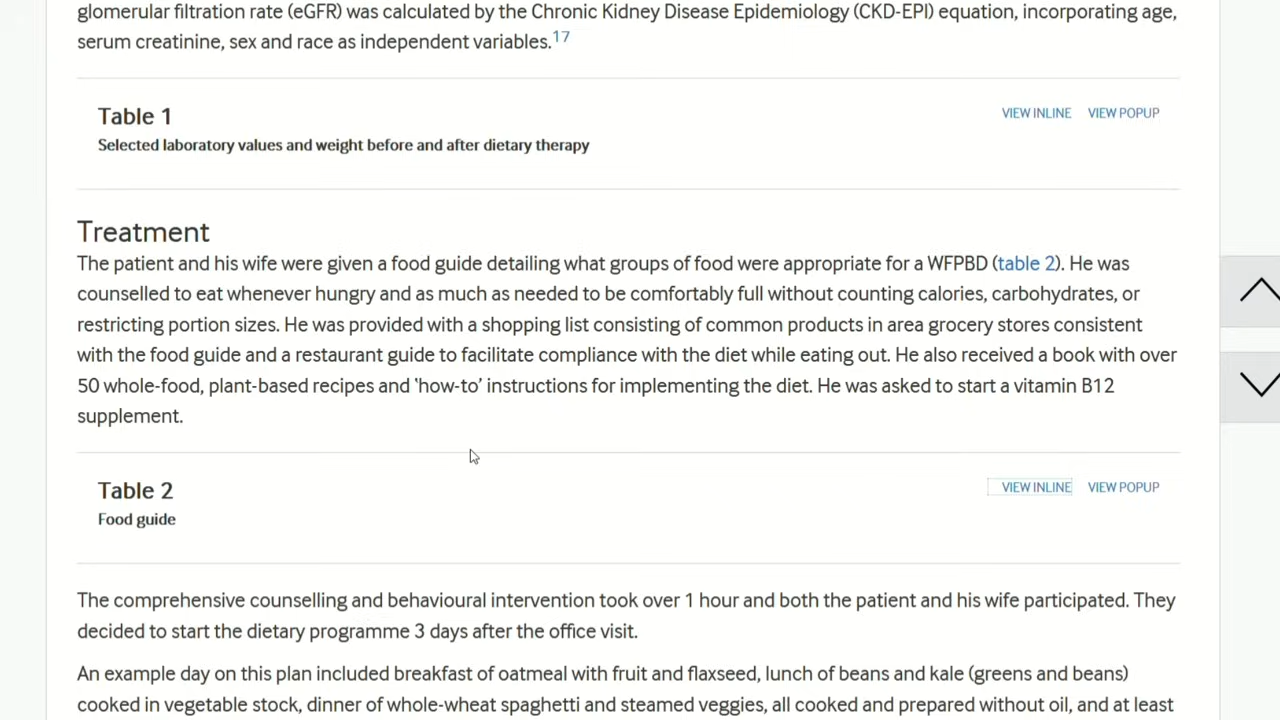 glomerular filtration rate (eGFR) was calculated by the Chronic Kidney Disease Epidemiology (CKD-EPI) equation, incorporating age,
serum creatinine, sex and race as independent variables.17
Table 1
VIEW INLINE VIEW POPUP
Selected laboratory values and weight before and after dietary therapy
Treatment
The patient and his wife were given a food guide detailing what groups of food were appropriate for a WFPBD (table 2). He was
counselled to eat whenever hungry and as much as needed to be comfortably full without counting calories, carbohydrates, or
restricting portion sizes. He was provided with a shopping list consisting of common products in area grocery stores consistent
with the food guide and a restaurant guide to facilitate compliance with the diet while eating out. He also received a book with over
50 whole-food, plant-based recipes and ‘how-to’ instructions for implementing the diet. He was asked to start a vitamin B12
supplement.
Table 2
VIEW INLINE VIEW POPUP
Food guide
The comprehensive counselling and behavioural intervention took over 1 hour and both the patient and his wife participated. They
decided to start the dietary programme 3 days after the office visit.
An example day on this plan included breakfast of oatmeal with fruit and flaxseed, lunch of beans and kale (greens and beans)
cooked in vegetable stock, dinner of whole-wheat spaghetti and steamed veggies, all cooked and prepared without oil, and at least